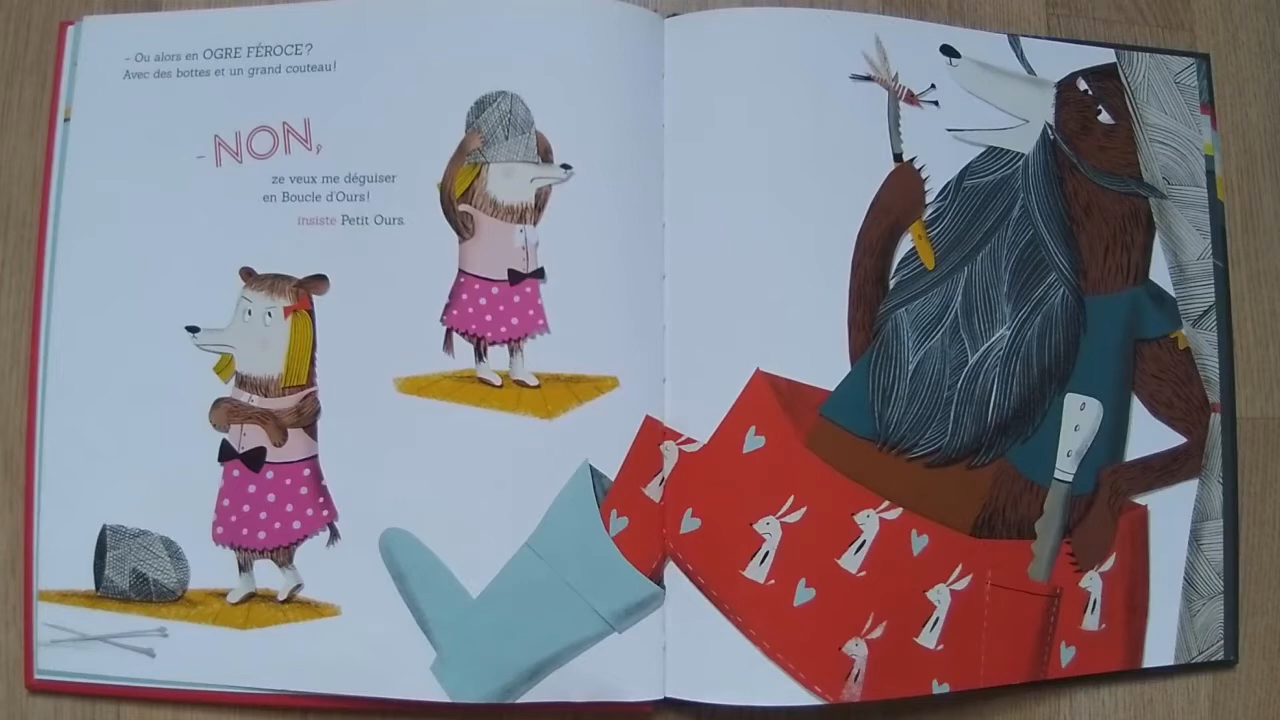 – Ou alors en OGRE FÉROCE ?
Avec des bottes et un grand couteau !
– NON,
ze veux me déguiser
en Boucle d'Ours !
insiste Petit Ours.